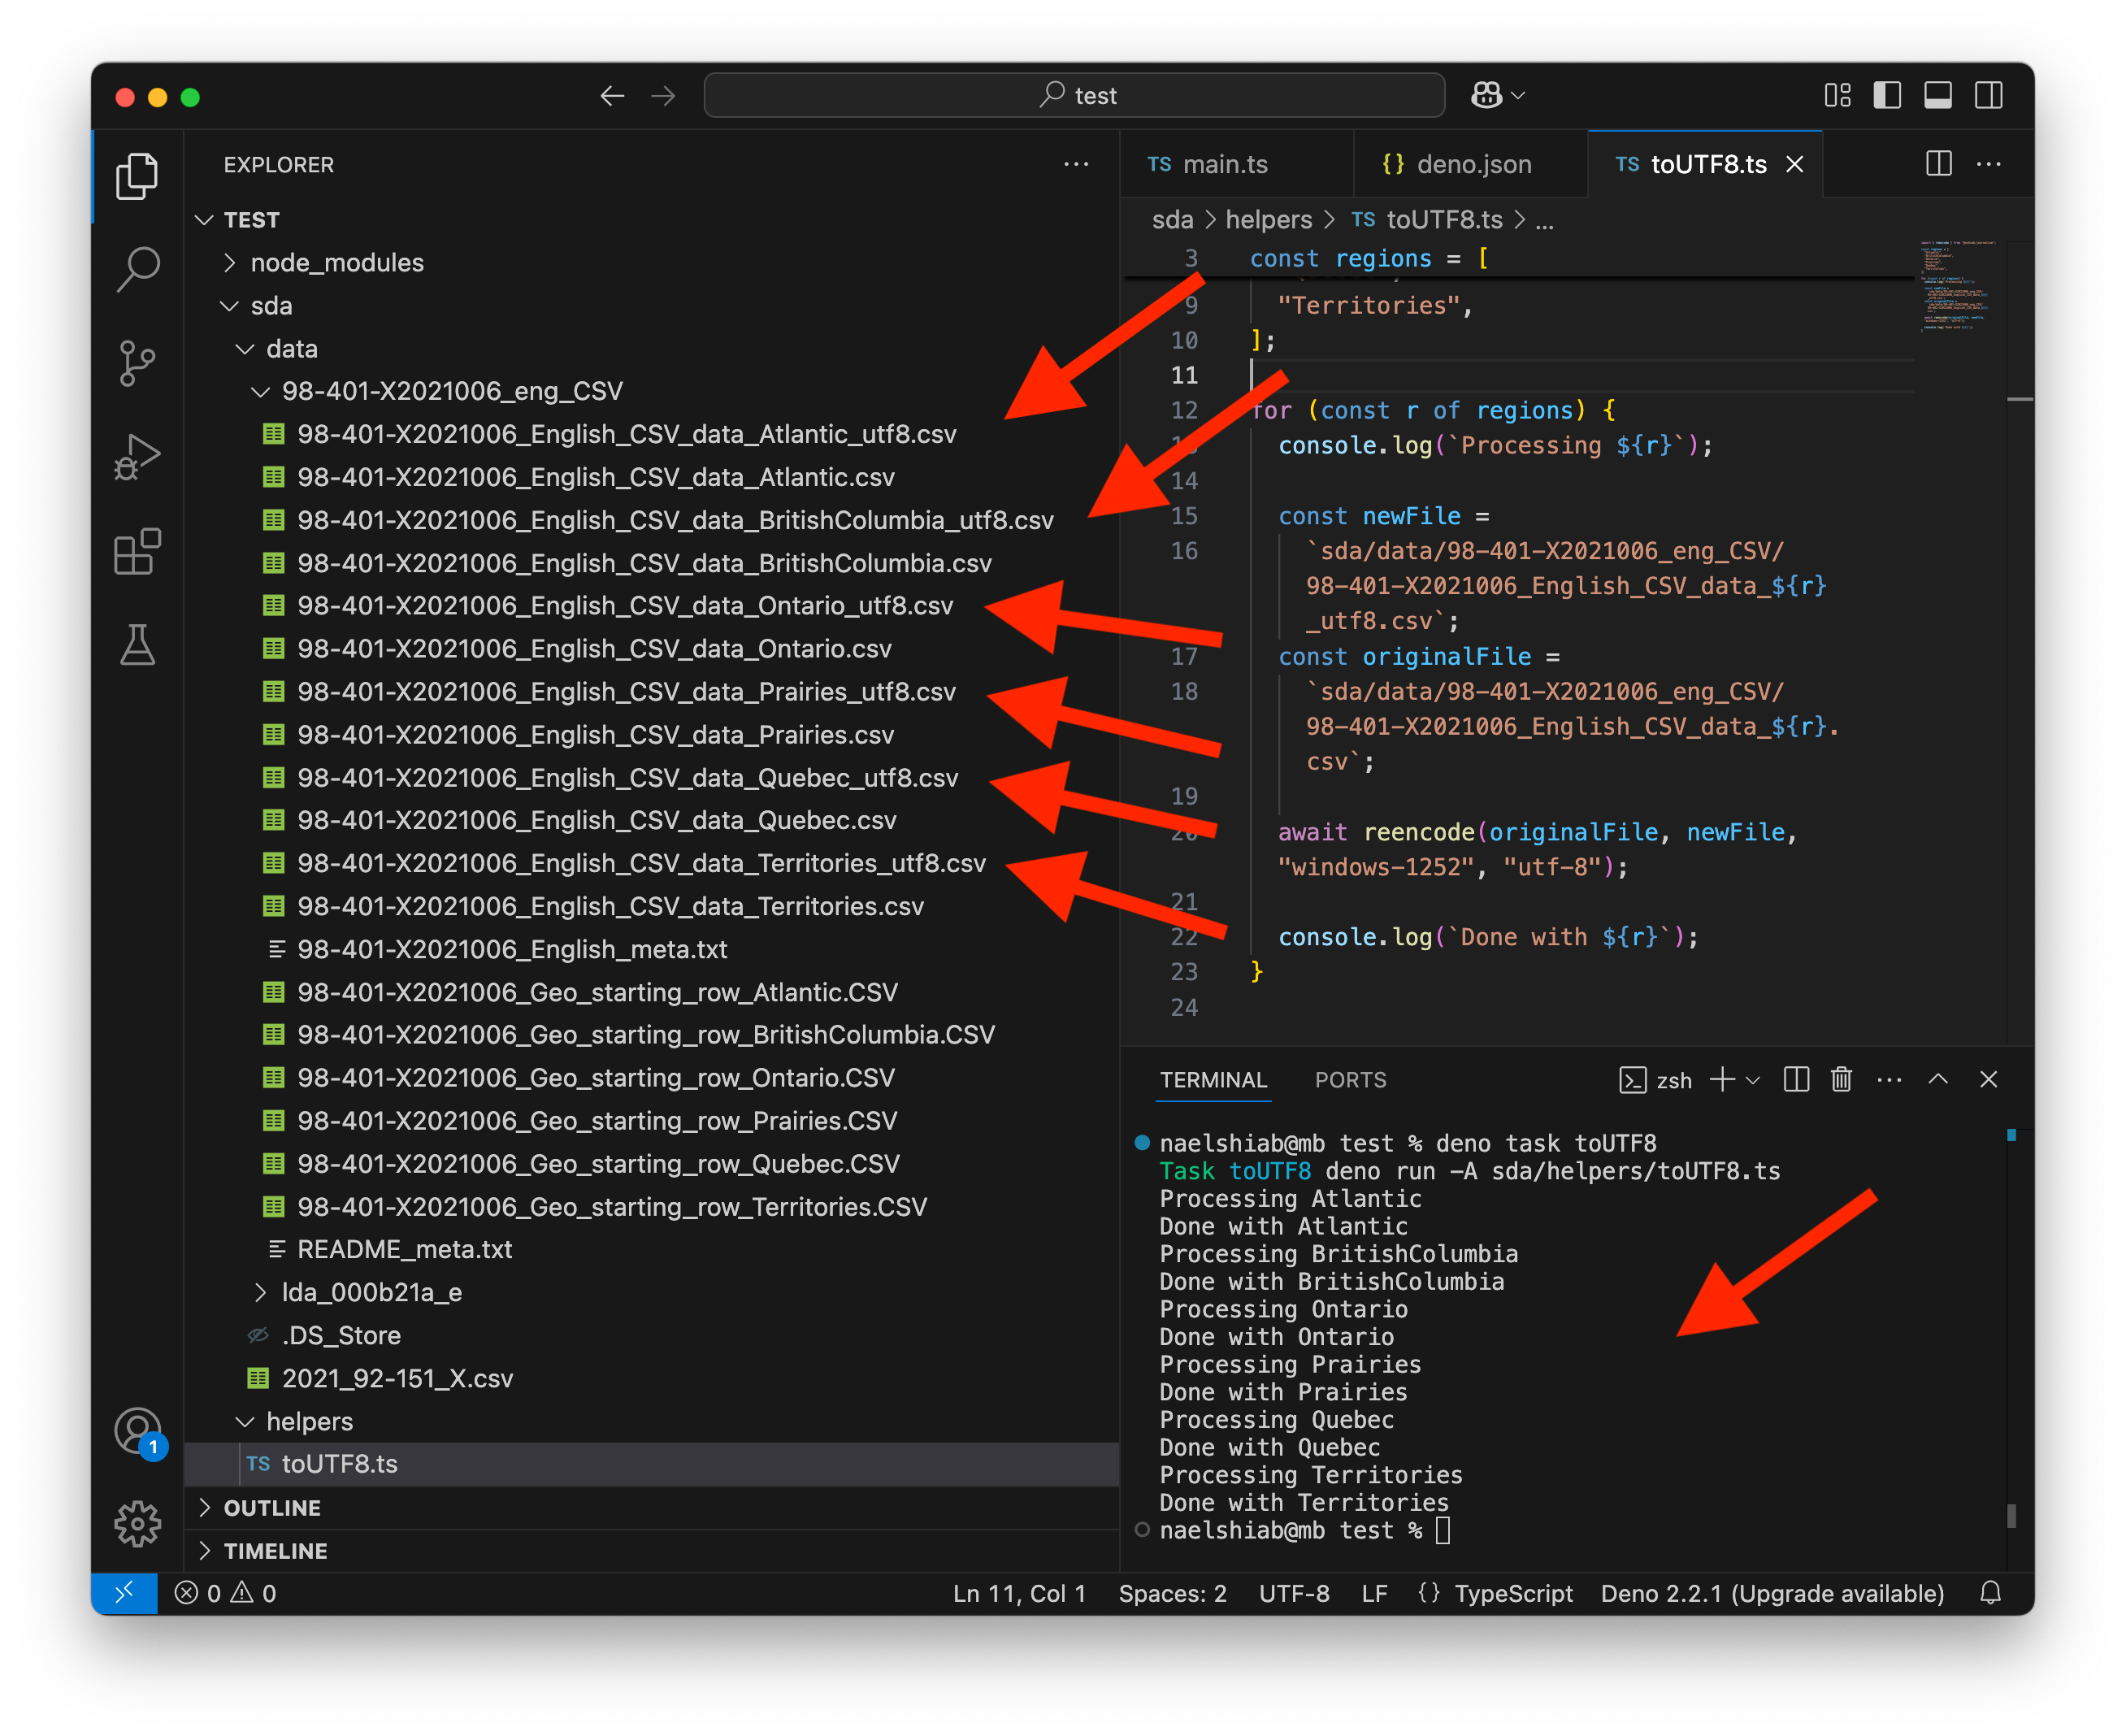 test
EXPLORER
TEST
node_modules
sda
data
98-401-X2021006_eng_CSV
98-401-X2021006_English_CSV_data_Atlantic_utf8.csv
98-401-X2021006_English_CSV_data_Atlantic.csv
98-401-X2021006_English_CSV_data_BritishColumbia_utf8.csv
98-401-X2021006_English_CSV_data_BritishColumbia.csv
98-401-X2021006_English_CSV_data_Ontario_utf8.csv
98-401-X2021006_English_CSV_data_Ontario.csv
98-401-X2021006_English_CSV_data_Prairies_utf8.csv
98-401-X2021006_English_CSV_data_Prairies.csv
98-401-X2021006_English_CSV_data_Quebec_utf8.csv
98-401-X2021006_English_CSV_data_Quebec.csv
98-401-X2021006_English_CSV_data_Territories_utf8.csv
98-401-X2021006_English_CSV_data_Territories.csv
98-401-X2021006_English_meta.txt
98-401-X2021006_Geo_starting_row_Atlantic.CSV
98-401-X2021006_Geo_starting_row_BritishColumbia.CSV
98-401-X2021006_Geo_starting_row_Ontario.CSV
98-401-X2021006_Geo_starting_row_Prairies.CSV
98-401-X2021006_Geo_starting_row_Quebec.CSV
98-401-X2021006_Geo_starting_row_Territories.CSV
README_meta.txt
lda_000b21a_e
.DS_Store
2021_92-151_X.csv
helpers
TS toUTF8.ts
OUTLINE
TIMELINE
1
TS main.ts
{} deno.json
TS toUTF8.ts
sda > helpers > TS toUTF8.ts > ...
3 const regions = [
9 "Territories",
10 ];
11
12 for (const r of regions) {
13 console.log(`Processing ${r}`);
14
15 const newFile =
16 `sda/data/98-401-X2021006_eng_CSV/
98-401-X2021006_English_CSV_data_${r}
_utf8.csv`;
17 const originalFile =
18 `sda/data/98-401-X2021006_eng_CSV/
98-401-X2021006_English_CSV_data_${r}.
csv`;
19
20 await reencode(originalFile, newFile,
"windows-1252", "utf-8");
21
22 console.log(`Done with ${r}`);
23 }
24
TERMINAL PORTS zsh
naelshiab@mb test % deno task toUTF8
Task toUTF8 deno run -A sda/helpers/toUTF8.ts
Processing Atlantic
Done with Atlantic
Processing BritishColumbia
Done with BritishColumbia
Processing Ontario
Done with Ontario
Processing Prairies
Done with Prairies
Processing Quebec
Done with Quebec
Processing Territories
Done with Territories
naelshiab@mb test %
0 0 Ln 11, Col 1 Spaces: 2 UTF-8 LF {} TypeScript Deno 2.2.1 (Upgrade available)